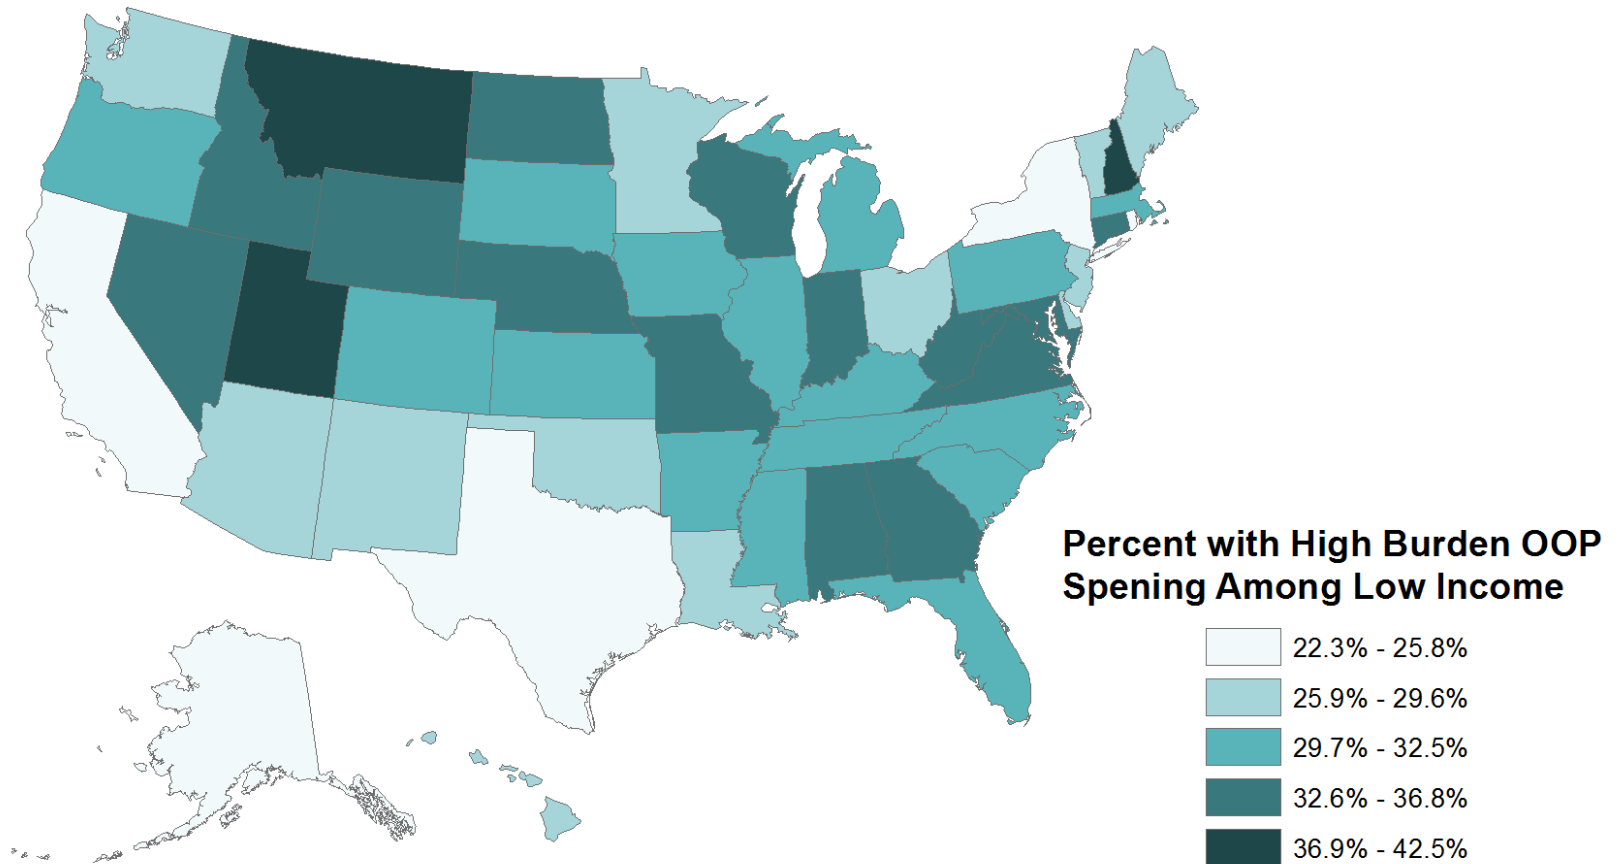 Percent with High Burden OOP
Spening Among Low Income
22.3% - 25.8%
25.9% - 29.6%
29.7% - 32.5%
32.6% - 36.8%
36.9% - 42.5%